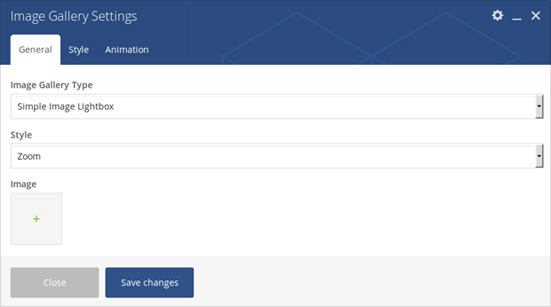 Image Gallery Settings
General Style Animation
Image Gallery Type
Simple Image Lightbox
Style
Zoom
Image
+
Close Save changes